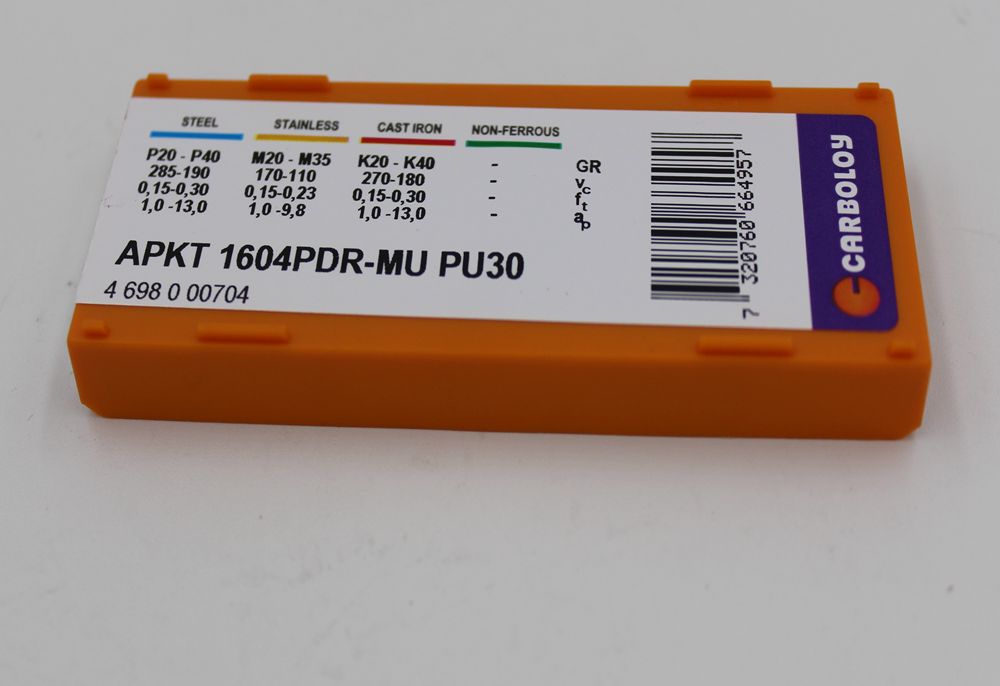 STEEL STAINLESS CAST IRON NON-FERROUS
P20 - P40 M20 - M35 K20 - K40 - GR
285-190 170-110 270-180 - vc
0,15-0,30 0,15-0,23 0,15-0,30 - ft
1,0 -13,0 1,0 -9,8 1,0 -13,0 - ap
APKT 1604PDR-MU PU30
4 698 0 00704
7 320760 664957
CARBOLOY